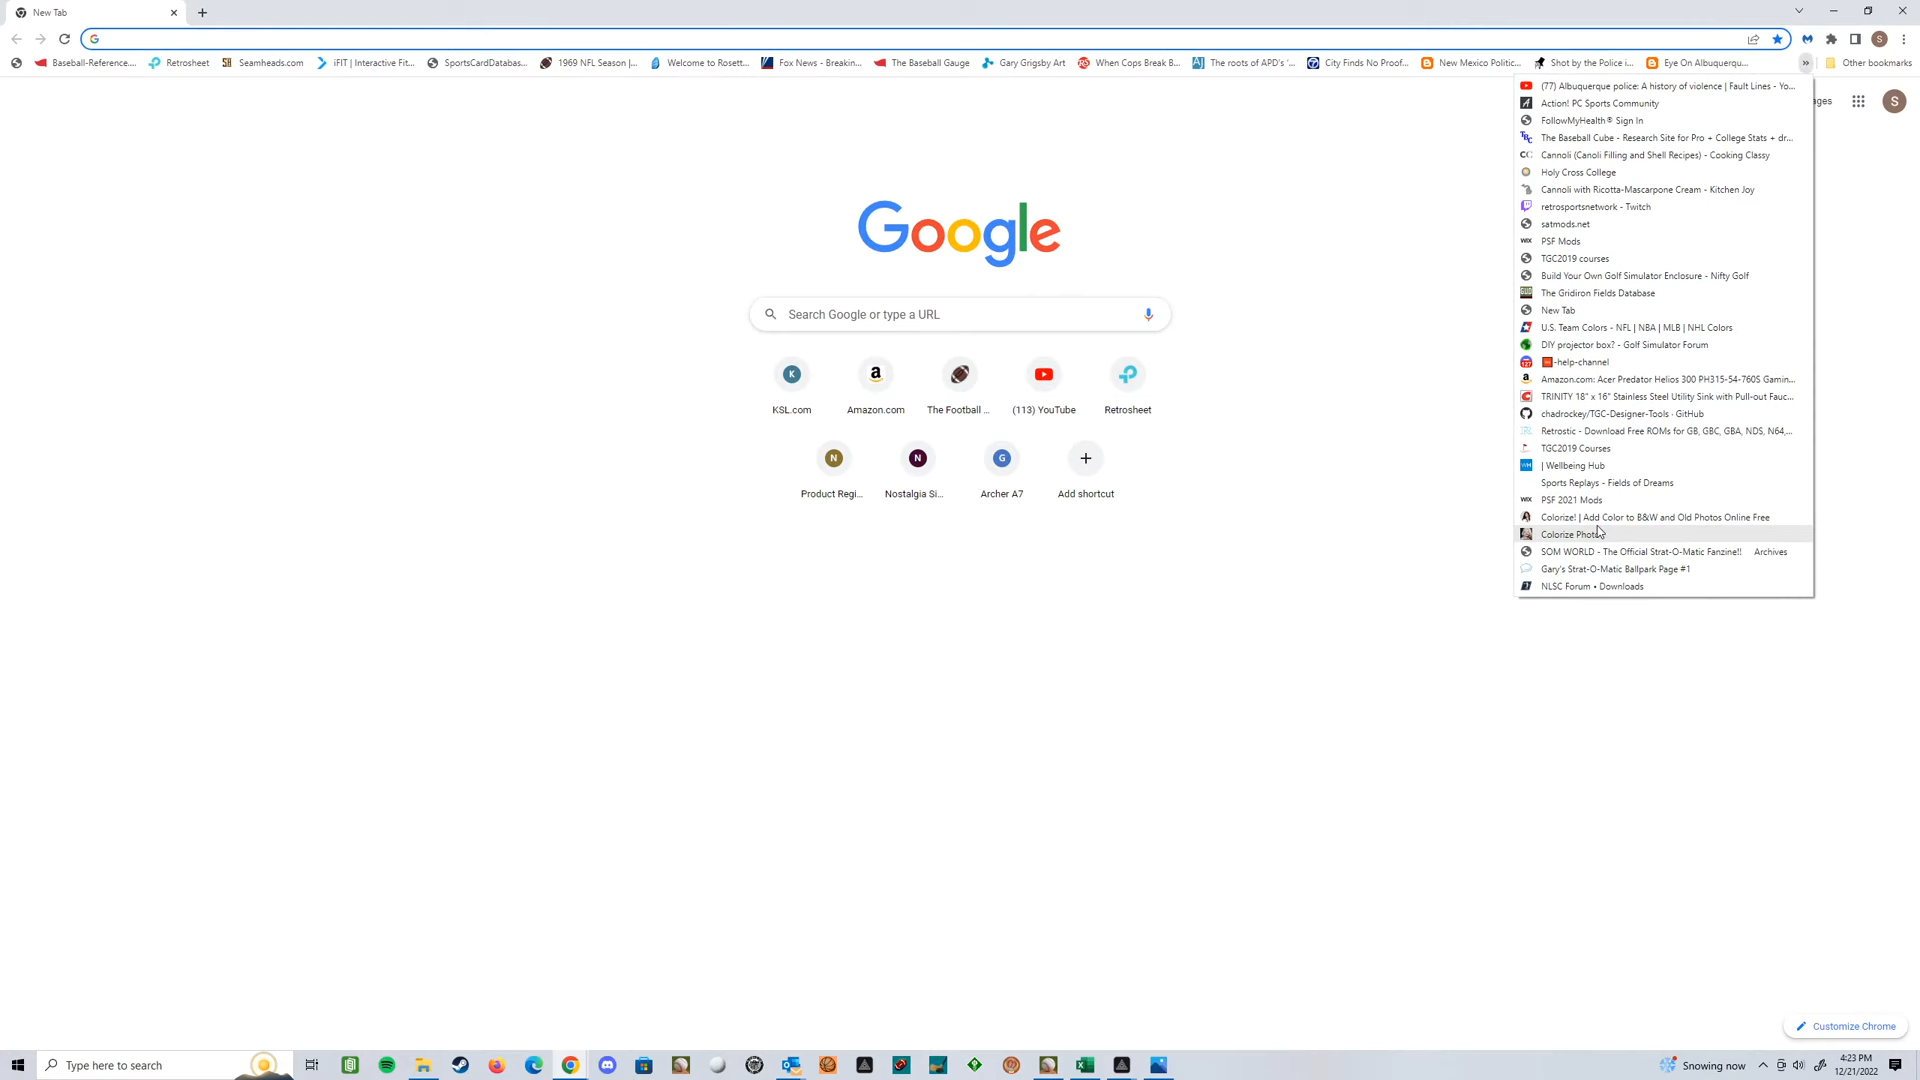 New Tab
Baseball-Reference....
Retrosheet
Seamheads.com
iFIT | Interactive Fit...
SportsCardDatabas...
1969 NFL Season |...
Welcome to Rosett...
Fox News - Breakin...
The Baseball Gauge
Gary Grigsby Art
When Cops Break B...
The roots of APD's '...
City Finds No Proof...
New Mexico Politic...
Shot by the Police i...
Eye On Albuquerqu...
Other bookmarks
(77) Albuquerque police: A history of violence | Fault Lines - Yo...
Action! PC Sports Community
FollowMyHealth® Sign In
The Baseball Cube - Research Site for Pro + College Stats + dr...
Cannoli (Canoli Filling and Shell Recipes) - Cooking Classy
Holy Cross College
Cannoli with Ricotta-Mascarpone Cream - Kitchen Joy
retrosportsnetwork - Twitch
satmods.net
PSF Mods
TGC2019 courses
Build Your Own Golf Simulator Enclosure - Nifty Golf
The Gridiron Fields Database
New Tab
U.S. Team Colors - NFL | NBA | MLB | NHL Colors
DIY projector box? - Golf Simulator Forum
-help-channel
Amazon.com: Acer Predator Helios 300 PH315-54-760S Gamin...
TRINITY 18" x 16" Stainless Steel Utility Sink with Pull-out Fauc...
chadrockey/TGC-Designer-Tools · GitHub
Retrostic - Download Free ROMs for GB, GBC, GBA, NDS, N64,...
TGC2019 Courses
| Wellbeing Hub
Sports Replays - Fields of Dreams
PSF 2021 Mods
Colorize! | Add Color to B&W and Old Photos Online Free
Colorize Photo
SOM WORLD - The Official Strat-O-Matic Fanzine!! Archives
Gary's Strat-O-Matic Ballpark Page #1
NLSC Forum • Downloads
ages
S
Google
Search Google or type a URL
K
KSL.com
Amazon.com
The Football ...
(113) YouTube
Retrosheet
N
Product Regi...
N
Nostalgia Si...
G
Archer A7
Add shortcut
Customize Chrome
Type here to search
Snowing now
4:23 PM
12/21/2022